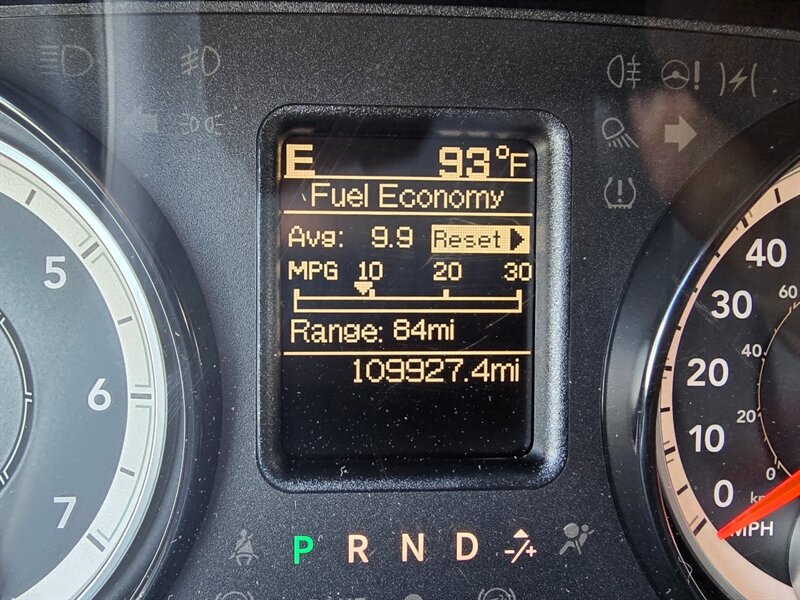 E 93°F
Fuel Economy
Avg: 9.9 Reset
MPG 10 20 30
Range: 84mi
109927.4mi
5
6
7
40
30
20
10
0
60
40
20
0
MPH
P R N D -/+